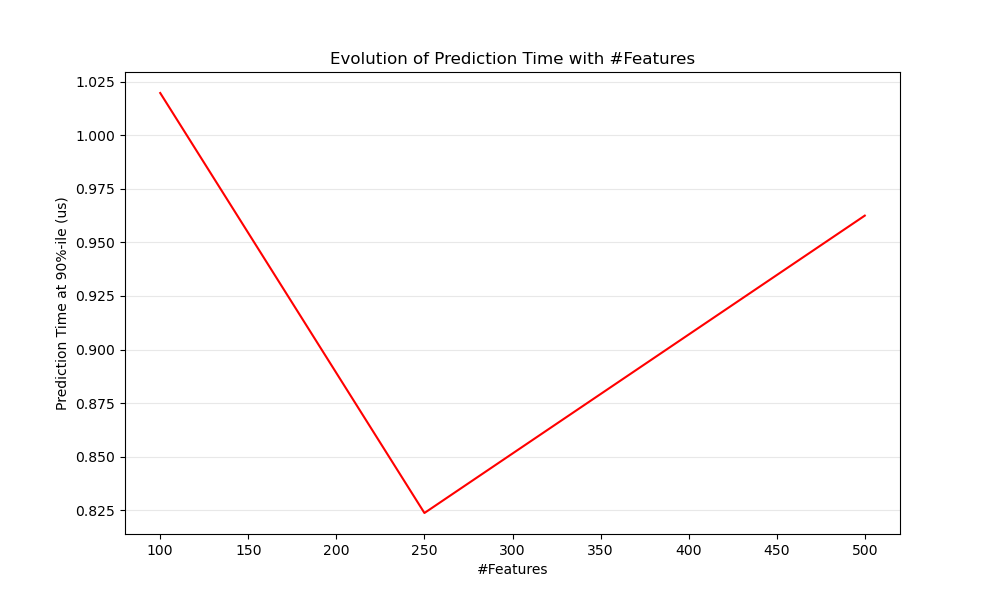 Evolution of Prediction Time with #Features
Prediction Time at 90%-ile (us)
1.025
1.000
0.975
0.950
0.925
0.900
0.875
0.850
0.825
100 150 200 250 300 350 400 450 500
#Features